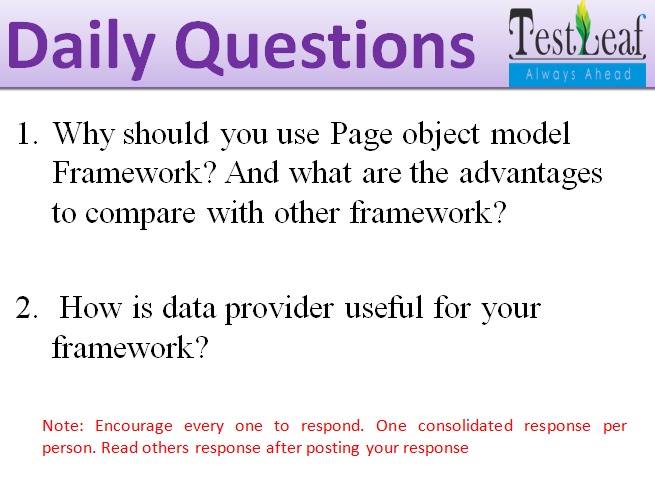 Daily Questions
TestLeaf
Always Ahead
1. Why should you use Page object model
Framework? And what are the advantages
to compare with other framework?
2. How is data provider useful for your
framework?
Note: Encourage every one to respond. One consolidated response per
person. Read others response after posting your response